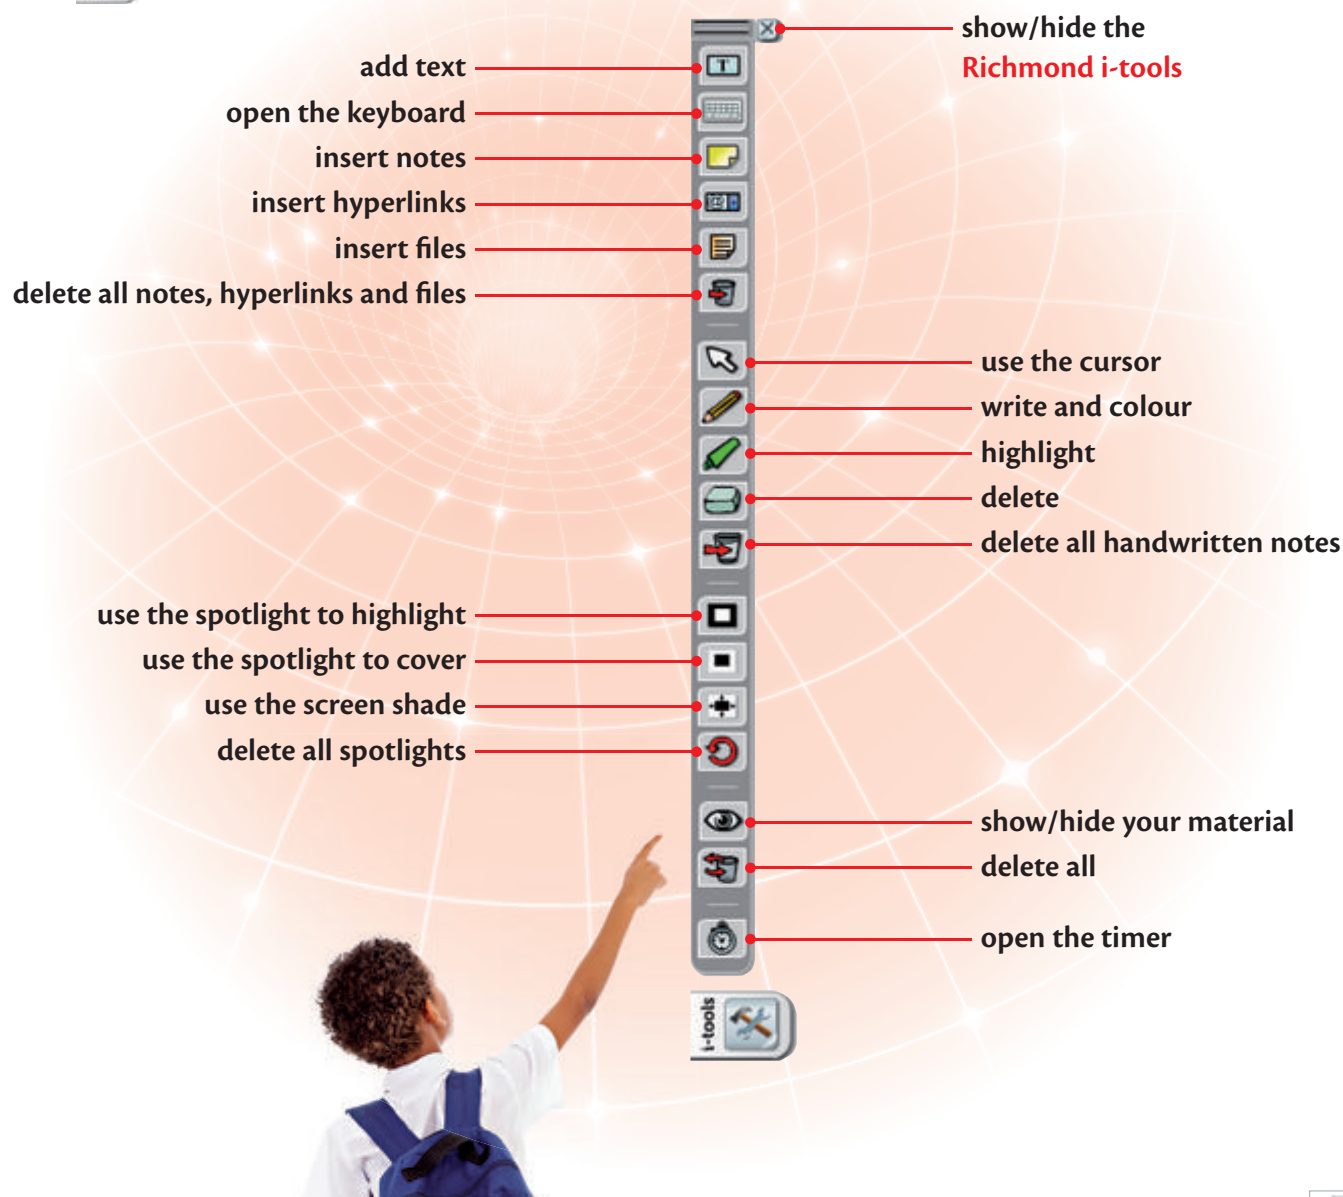 show/hide the
Richmond i-tools
add text
open the keyboard
insert notes
insert hyperlinks
insert files
delete all notes, hyperlinks and files
use the cursor
write and colour
highlight
delete
delete all handwritten notes
use the spotlight to highlight
use the spotlight to cover
use the screen shade
delete all spotlights
show/hide your material
delete all
open the timer
i-tools